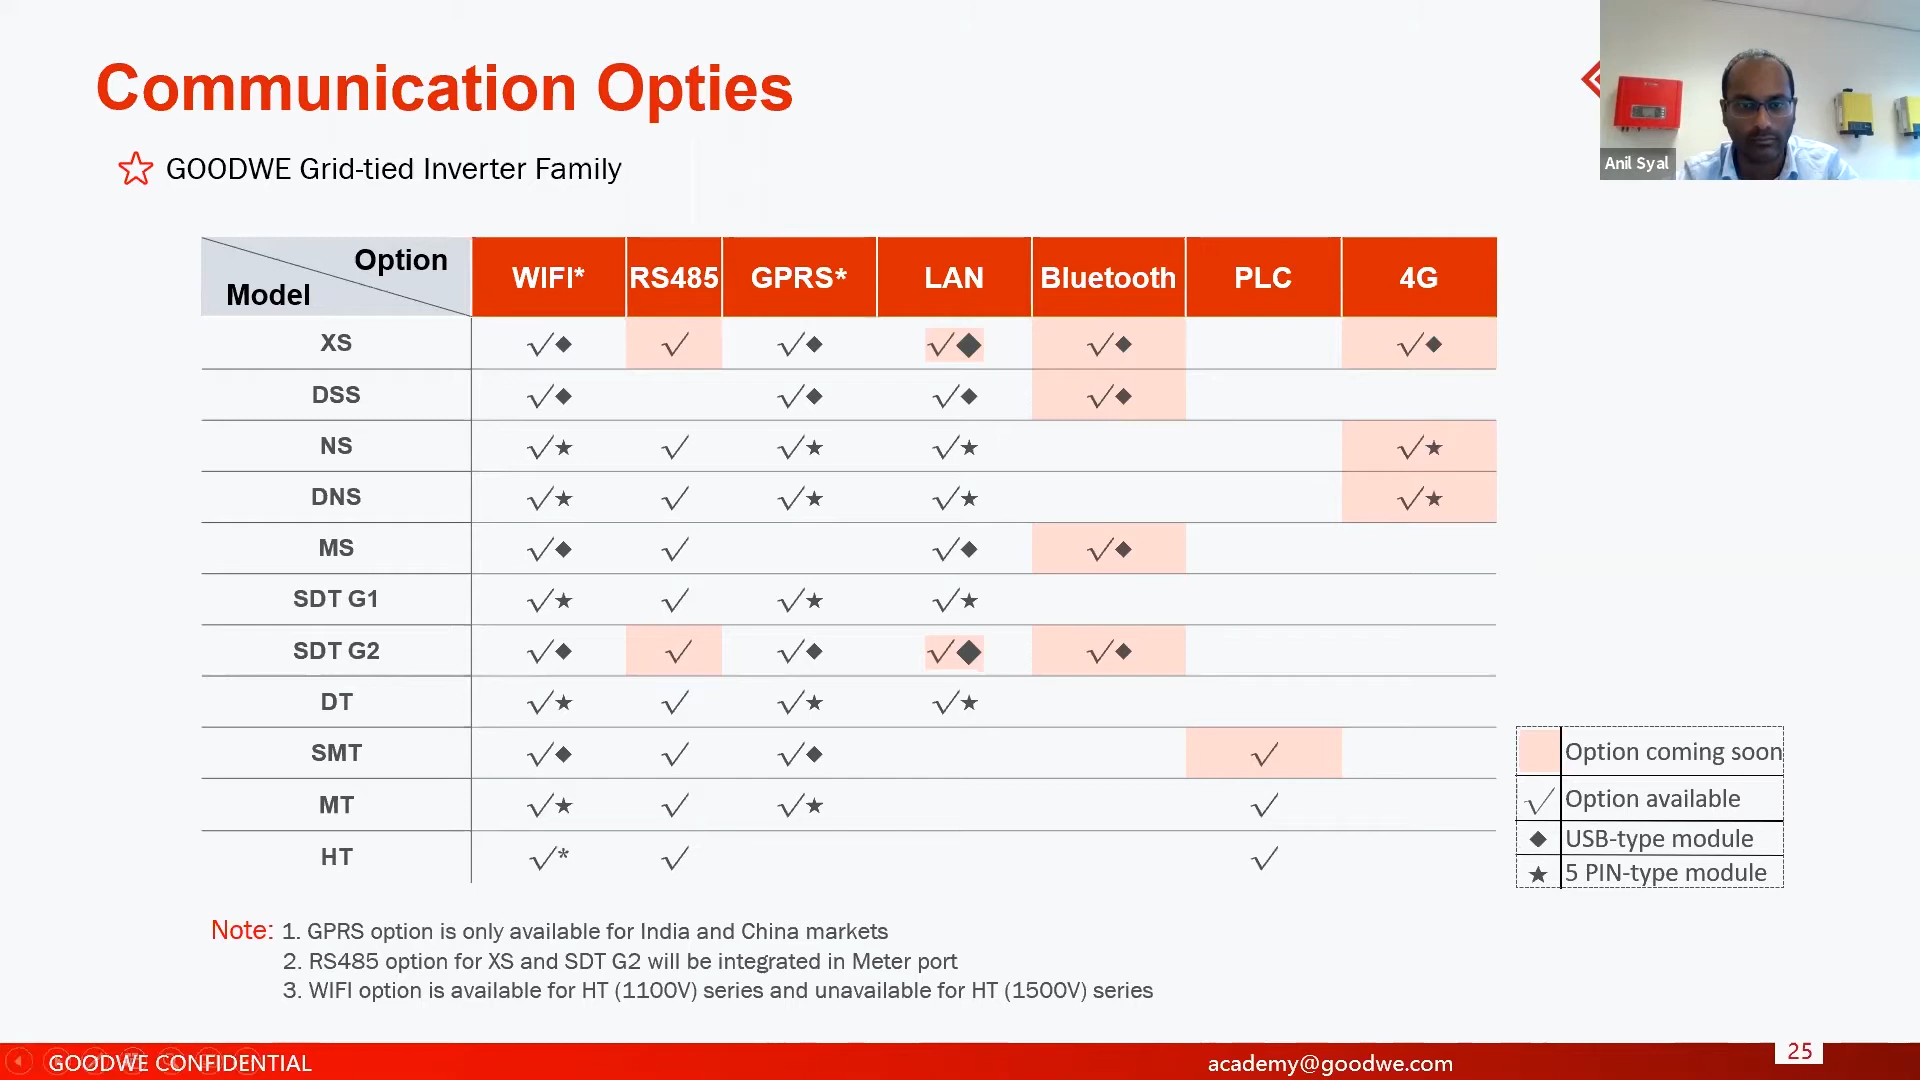 Communication Opties
GOODWE Grid-tied Inverter Family
Anil Syal
Option
Model
WIFI* RS485 GPRS* LAN Bluetooth PLC 4G
XS √◆ √ √◆ √◆ √◆ √◆
DSS √◆ √◆ √◆ √◆
NS √★ √ √★ √★ √★
DNS √★ √ √★ √★ √★
MS √◆ √ √◆ √◆
SDT G1 √★ √ √★ √★
SDT G2 √◆ √ √◆ √◆ √◆
DT √★ √ √★ √★
SMT √◆ √ √◆ √
MT √★ √ √★ √
HT √* √ √
Option coming soon
√ Option available
◆ USB-type module
★ 5 PIN-type module
Note: 1. GPRS option is only available for India and China markets
2. RS485 option for XS and SDT G2 will be integrated in Meter port
3. WIFI option is available for HT (1100V) series and unavailable for HT (1500V) series
GOODWE CONFIDENTIAL
academy@goodwe.com
25